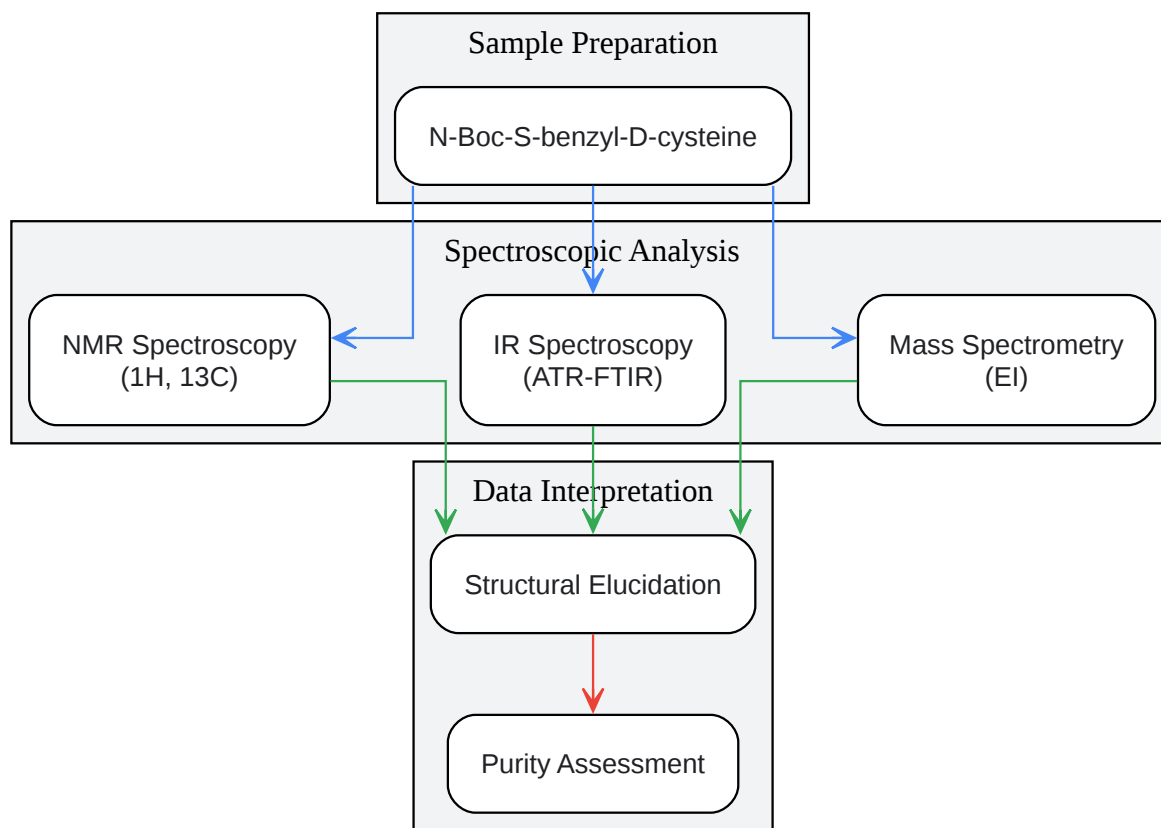 Sample Preparation
N-Boc-S-benzyl-D-cysteine
Spectroscopic Analysis
NMR Spectroscopy
(1H, 13C)
IR Spectroscopy
(ATR-FTIR)
Mass Spectrometry
(EI)
Data Interpretation
Structural Elucidation
Purity Assessment